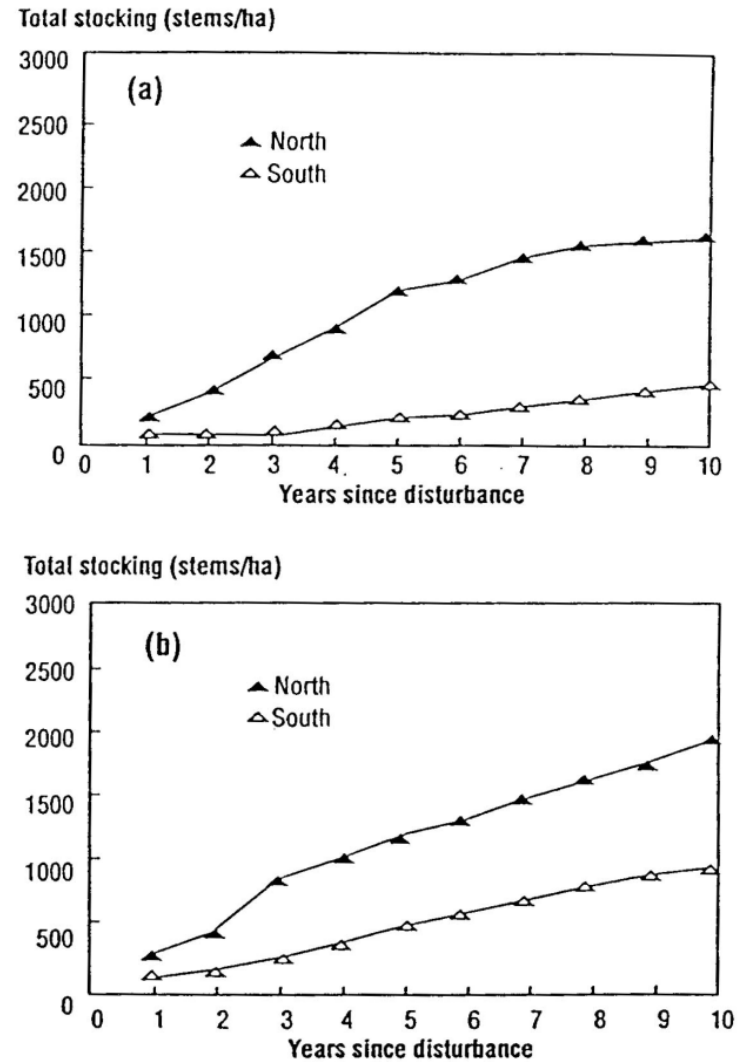 Total stocking (stems/ha)
3000
(a)
2500
North
South
2000
1500
1000
500
0
0 1 2 3 4. 5 6 7 8 9 10
Years since disturbance
Total stocking (stems/ha)
3000
(b)
2500
North
South
2000
1500
1000
500
0
0 1 2 3 4 5 6 7 8 9 10
Years since disturbance